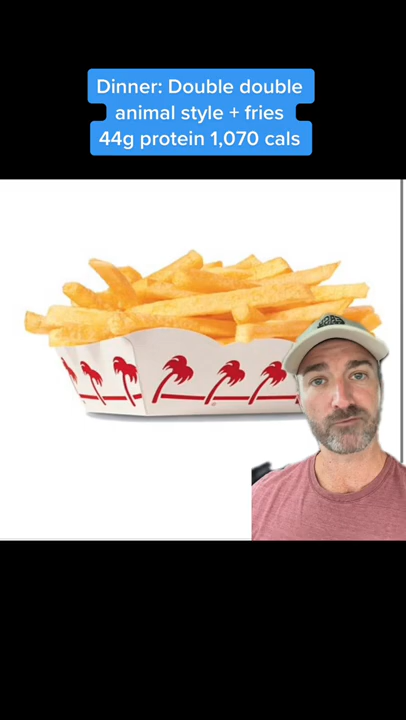 Dinner: Double double
animal style + fries
44g protein 1,070 cals